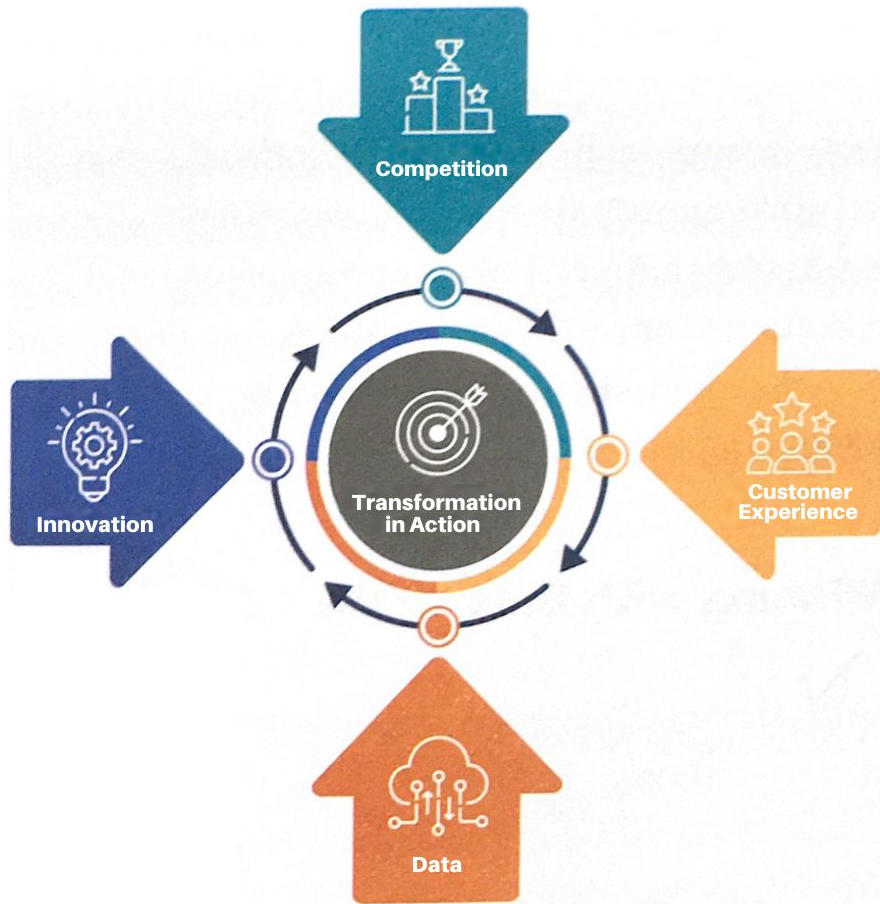 Competition
Innovation
Transformation
in Action
Customer
Experience
Data